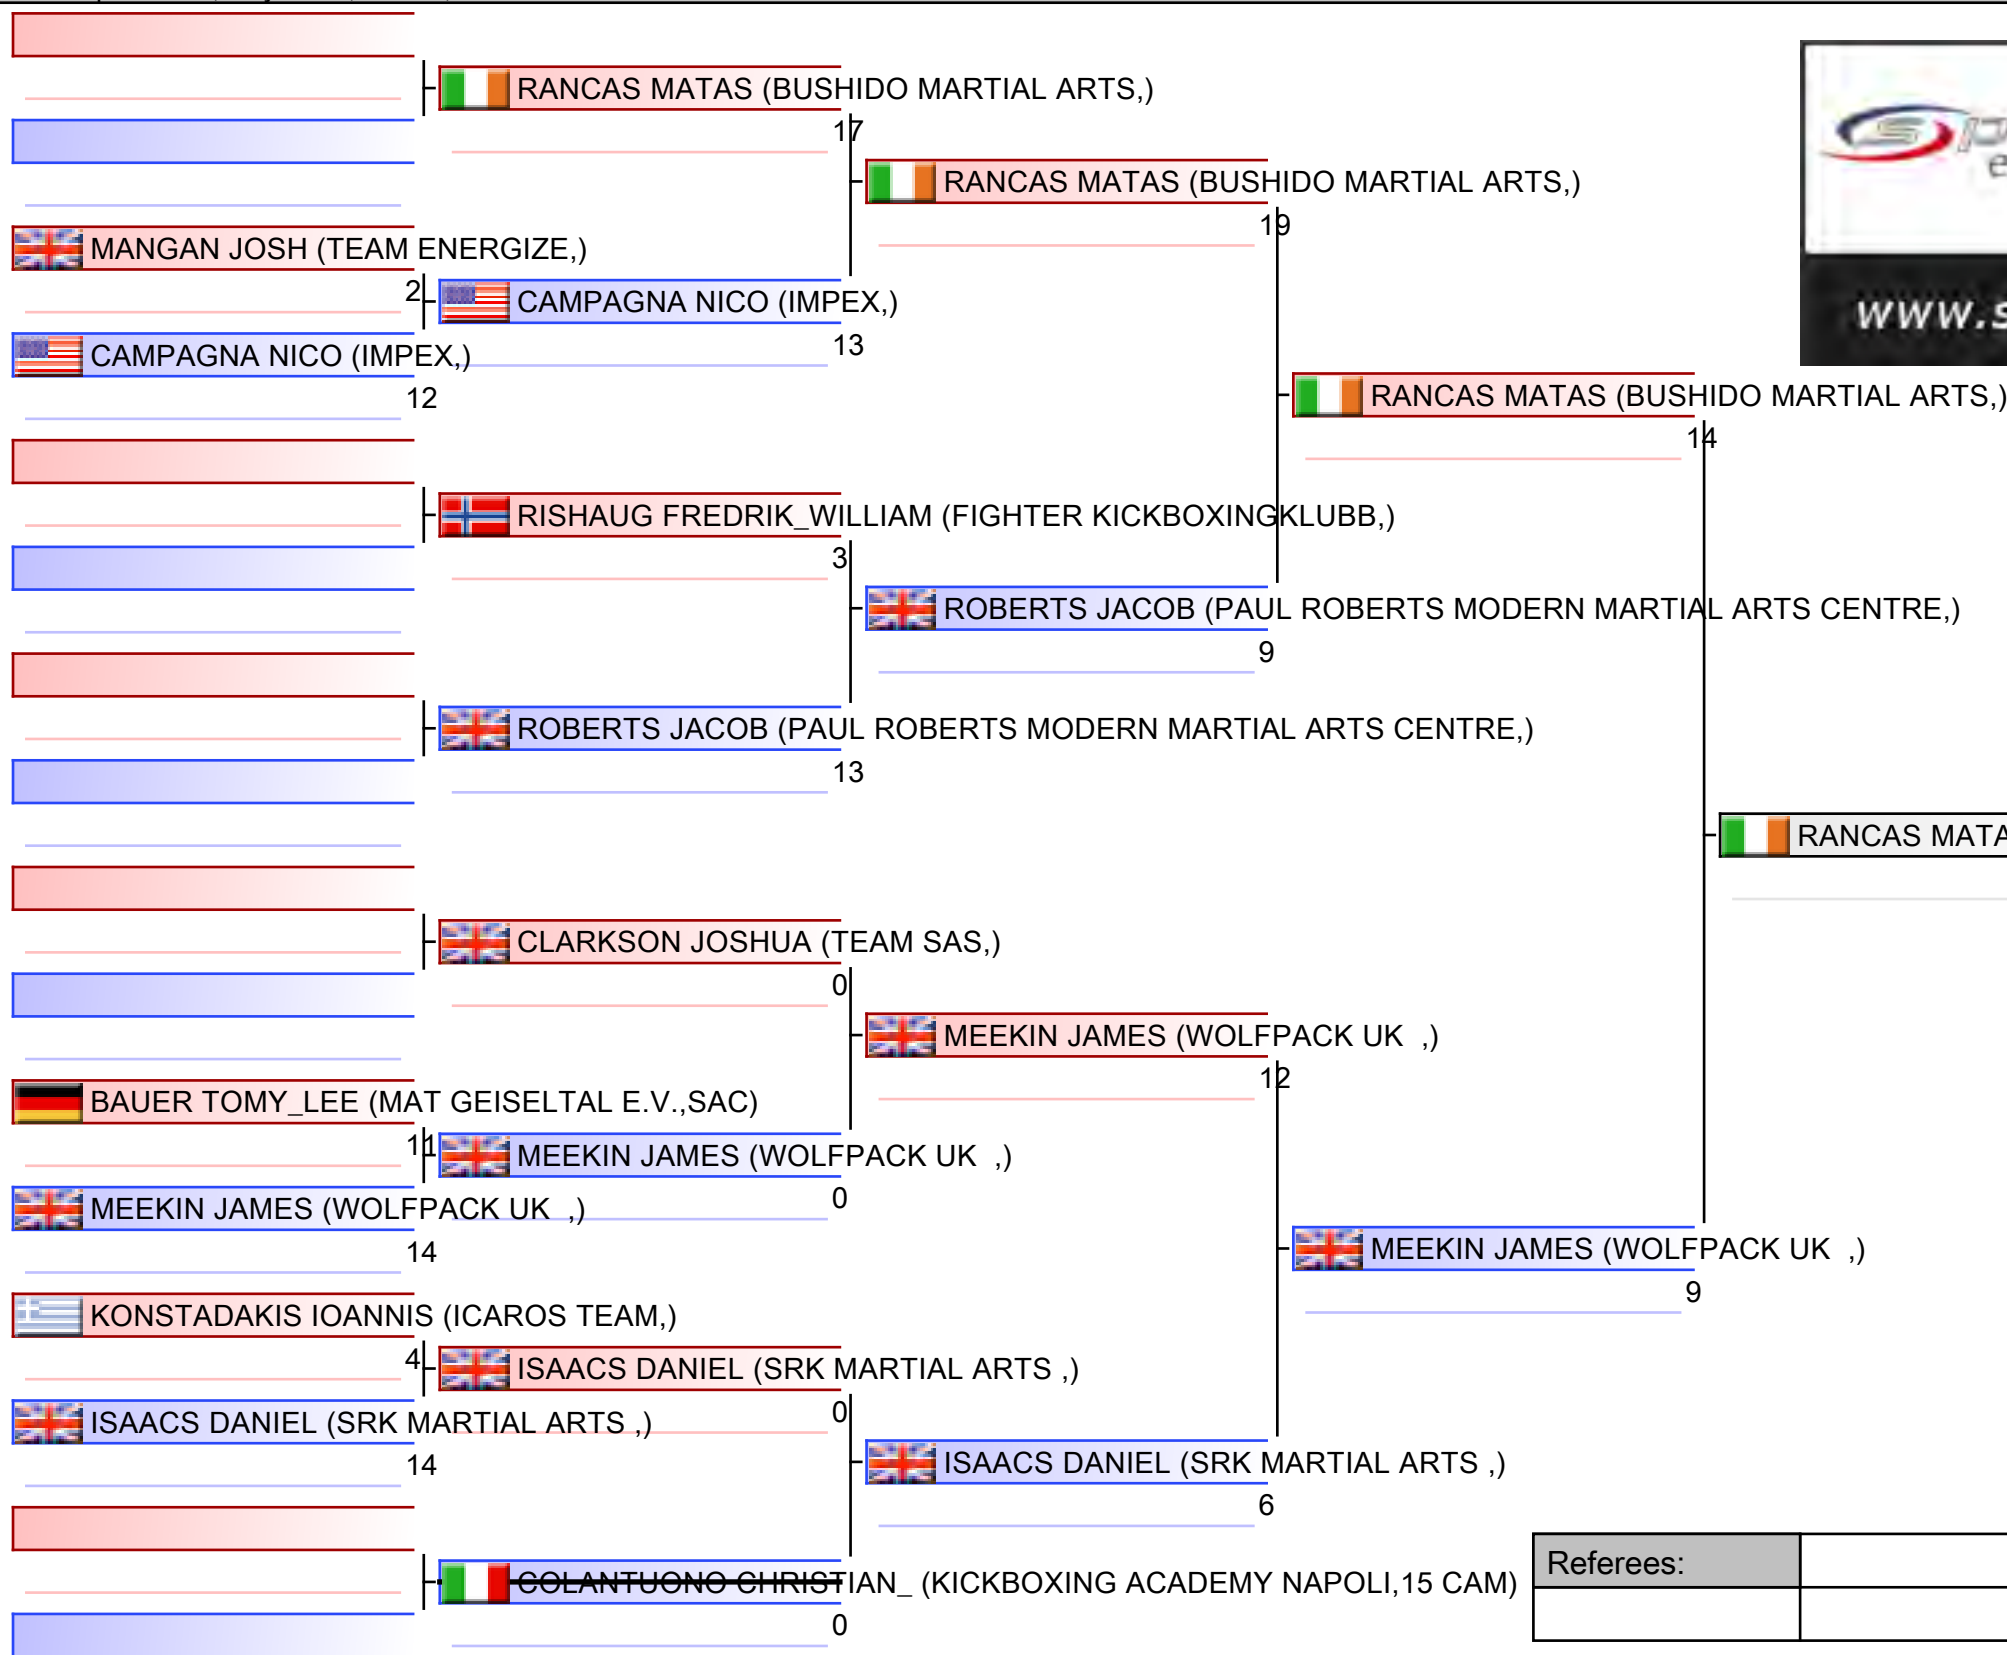 RANCAS MATAS (BUSHIDO MARTIAL ARTS,)
17
RANCAS MATAS (BUSHIDO MARTIAL ARTS,)
19
MANGAN JOSH (TEAM ENERGIZE,)
2
CAMPAGNA NICO (IMPEX,)
13
www.s
CAMPAGNA NICO (IMPEX,)
12
RANCAS MATAS (BUSHIDO MARTIAL ARTS,)
14
RISHAUG FREDRIK_WILLIAM (FIGHTER KICKBOXINGKLUBB,)
3
ROBERTS JACOB (PAUL ROBERTS MODERN MARTIAL ARTS CENTRE,)
9
ROBERTS JACOB (PAUL ROBERTS MODERN MARTIAL ARTS CENTRE,)
13
RANCAS MATA
CLARKSON JOSHUA (TEAM SAS,)
0
MEEKIN JAMES (WOLFPACK UK ,)
12
BAUER TOMY_LEE (MAT GEISELTAL E.V.,SAC)
11
MEEKIN JAMES (WOLFPACK UK ,)
0
MEEKIN JAMES (WOLFPACK UK ,)
14
MEEKIN JAMES (WOLFPACK UK ,)
9
KONSTADAKIS IOANNIS (ICAROS TEAM,)
4
ISAACS DANIEL (SRK MARTIAL ARTS ,)
0
ISAACS DANIEL (SRK MARTIAL ARTS ,)
14
ISAACS DANIEL (SRK MARTIAL ARTS ,)
6
COLANTUONO CHRISTIAN_ (KICKBOXING ACADEMY NAPOLI,15 CAM)
0
Referees: